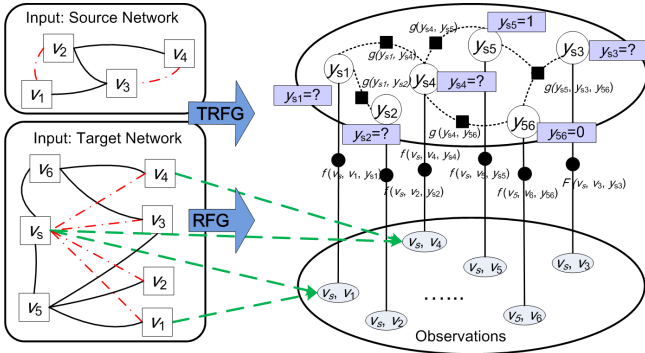 Input: Source Network
V2
V4
V3
V1
Input: Target Network
V6
V4
Vs
V3
V2
V5
V1
TRFG
RFG
ys5=1
g(ys4, ys5)
g(ys1, ys4)
ys1
ys4
ys5
ys3
ys3=?
g(ys1, ys2)
ys4=?
ys1=?
ys2
g(ys5, ys3, ys6)
g(ys4, y56)
y56
ys2=?
y56=0
f(vs, v1, ys1)
f(vs, v4, ys4)
f(vs, v2, ys2)
f(vs, v5, ys5)
f(v5, v6, y56)
F(vs, v3, ys3)
vs, v4
vs, v5
vs, v3
vs, v1
......
vs, v2
v5, v6
Observations